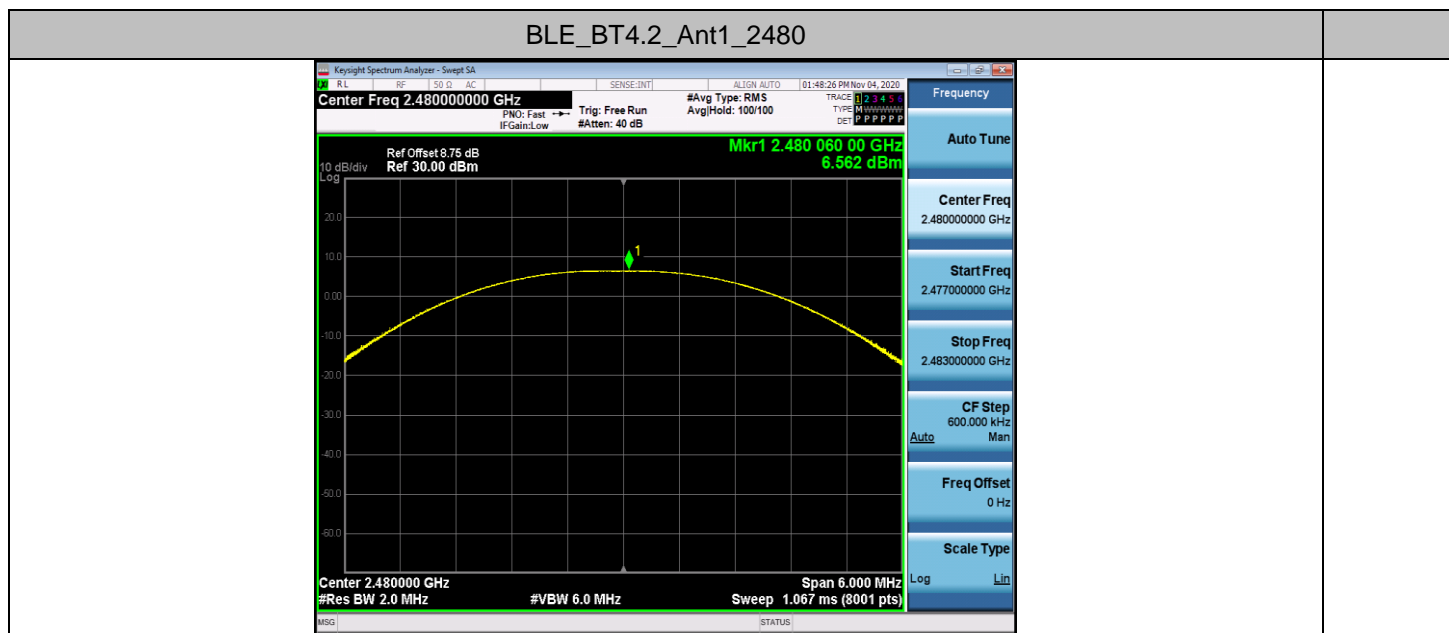 BLE_BT4.2_Ant1_2480
Keysight Spectrum Analyzer - Swept SA
RL RF 50 Ω AC SENSE:INT ALIGN AUTO 01:48:26 PM Nov 04, 2020
Center Freq 2.480000000 GHz
PNO: Fast
IFGain:Low
Trig: Free Run
#Atten: 40 dB
#Avg Type: RMS
Avg|Hold: 100/100
TRACE 1 2 3 4 5 6
TYPE M
DET P P P P P P
Ref Offset 8.75 dB
10 dB/div Ref 30.00 dBm
Log
Mkr1 2.480 060 00 GHz
6.562 dBm
1
20.0
10.0
0.00
-10.0
-20.0
-30.0
-40.0
-50.0
-60.0
Center 2.480000 GHz Span 6.000 MHz
#Res BW 2.0 MHz #VBW 6.0 MHz Sweep 1.067 ms (8001 pts)
MSG STATUS
Frequency
Auto Tune
Center Freq
2.480000000 GHz
Start Freq
2.477000000 GHz
Stop Freq
2.483000000 GHz
CF Step
600.000 kHz
Auto Man
Freq Offset
0 Hz
Scale Type
Log Lin